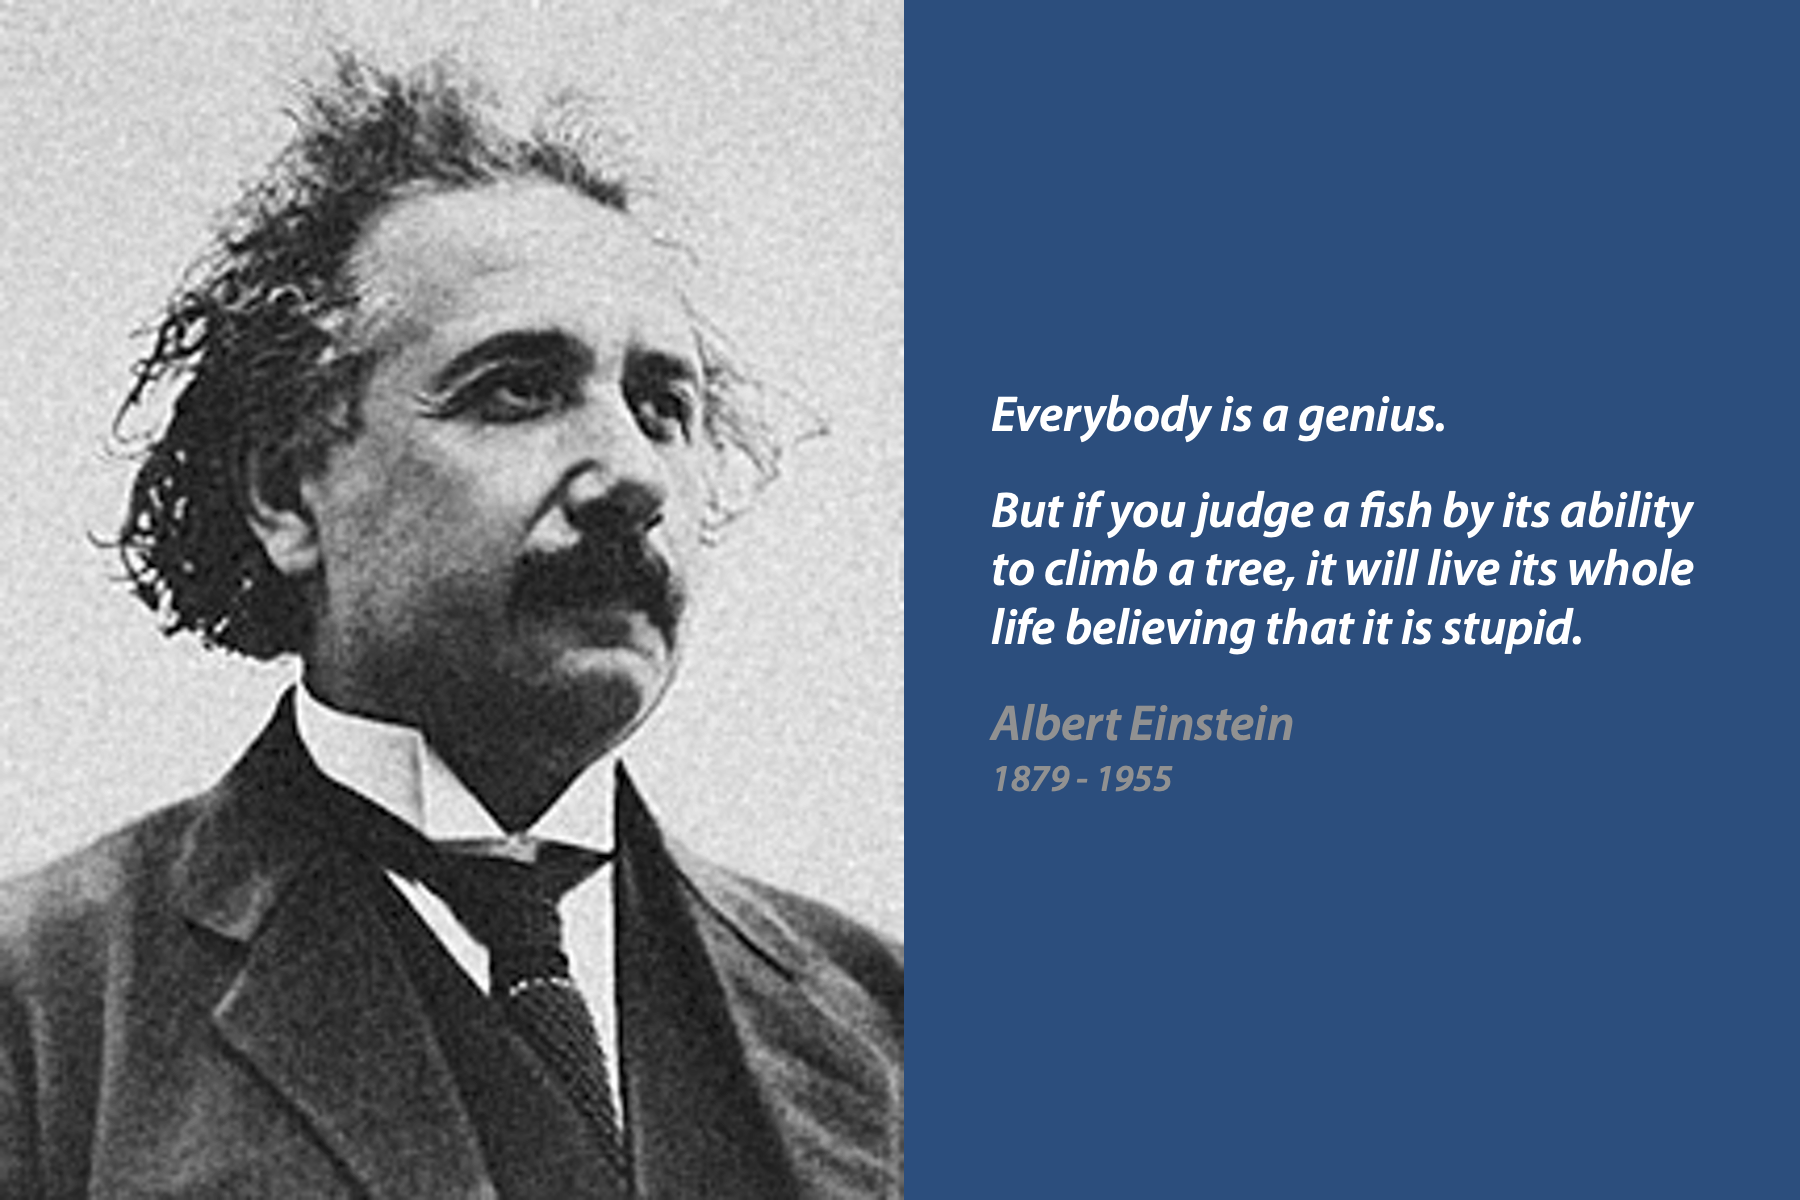 Everybody is a genius.
But if you judge a fish by its ability
to climb a tree, it will live its whole
life believing that it is stupid.
Albert Einstein
1879 - 1955